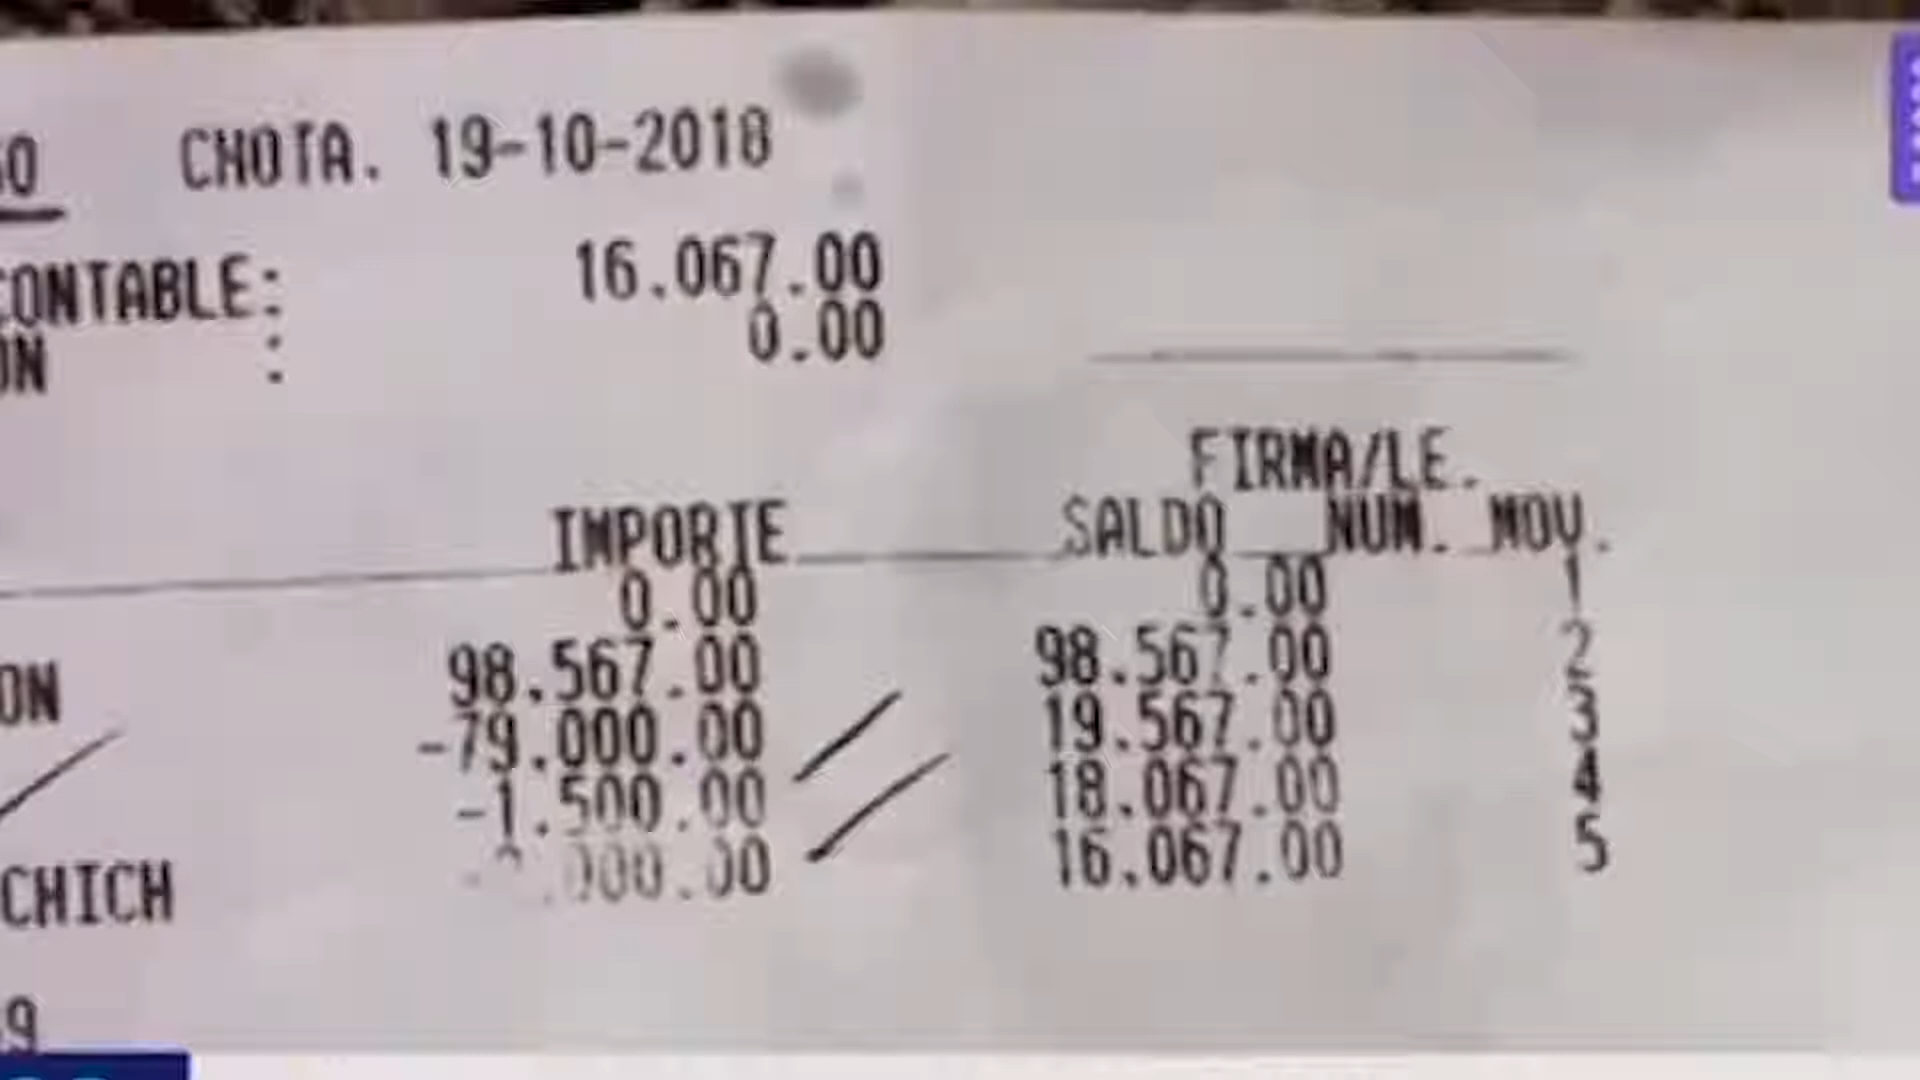 CHOTA. 19-10-2018
CONTABLE: 16.067.00
: 0.00
FIRMA/LE.
IMPORTE SALDO NUM. MOV.
0.00 0.00 1
98.567.00 98.567.00 2
-79.000.00 19.567.00 3
-1.500.00 18.067.00 4
CHICH 16.067.00 5